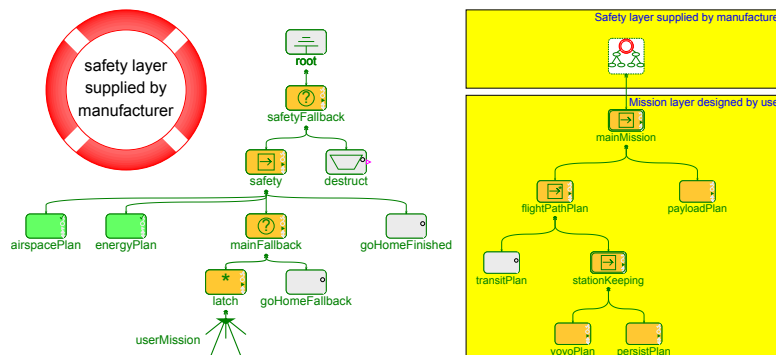 safety layer
supplied by
manufacturer
root
?
safetyFallback
safety
destruct
airspacePlan
energyPlan
?
mainFallback
goHomeFinished
*
latch
goHomeFallback
userMission
Safety layer supplied by manufacture
Mission layer designed by use
mainMission
flightPathPlan
payloadPlan
transitPlan
stationKeeping
yoyoPlan
persistPlan